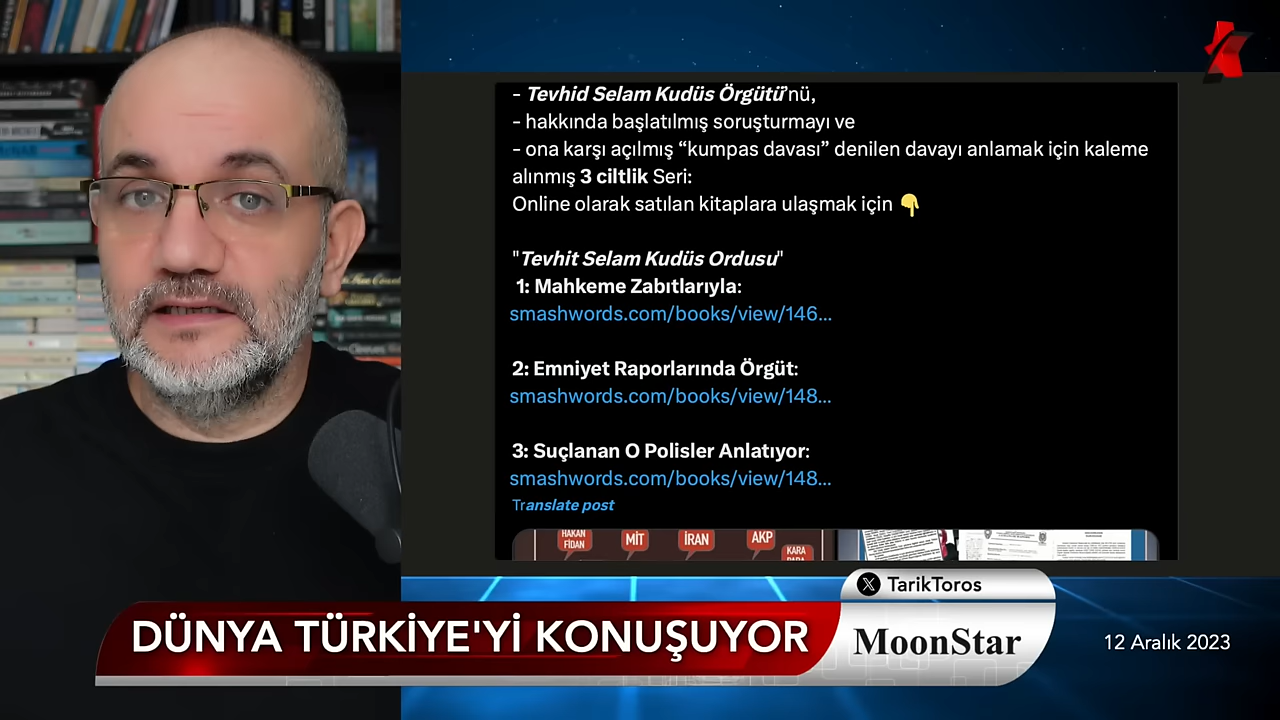 - Tevhid Selam Kudüs Örgütü'nü,
- hakkında başlatılmış soruşturmayı ve
- ona karşı açılmış “kumpas davası” denilen davayı anlamak için kaleme
alınmış 3 ciltlik Seri:
Online olarak satılan kitaplara ulaşmak için 👇
"Tevhit Selam Kudüs Ordusu"
1: Mahkeme Zabıtlarıyla:
smashwords.com/books/view/146...
2: Emniyet Raporlarında Örgüt:
smashwords.com/books/view/148...
3: Suçlanan O Polisler Anlatıyor:
smashwords.com/books/view/148...
Translate post
HAKAN
FİDAN
MİT
İRAN
AKP
KARA
TarikToros
DÜNYA TÜRKİYE'Yİ KONUŞUYOR
MoonStar
12 Aralık 2023